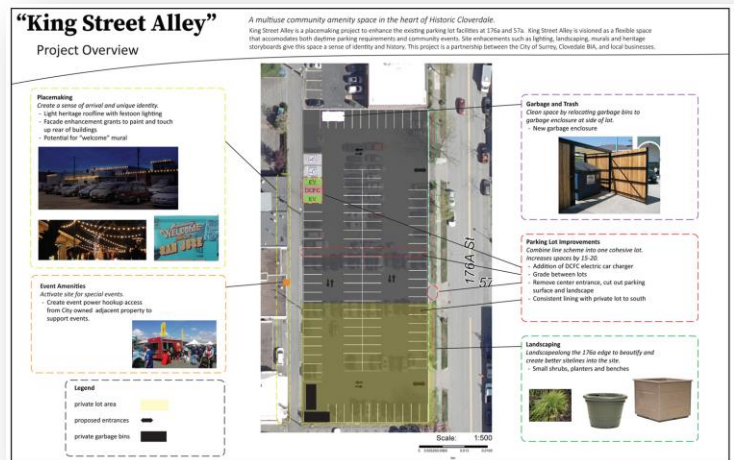 “King Street Alley”
Project Overview
A multiuse community amenity space in the heart of Historic Cloverdale.
King Street Alley is a placemaking project to enhance the existing parking lot facilities at 176a and 57a. King Street Alley is visioned as a flexible space
that accomodates both daytime parking requirements and community events. Site enhancements such as lighting, landscaping, murals and heritage
storyboards give this space a sense of identity and history. This project is a partnership between the City of Surrey, Clovedale BIA, and local businesses.
Placemaking
Create a sense of arrival and unique identity.
- Light heritage roofline with festoon lighting
- Facade enhancement grants to paint and touch
up rear of buildings
- Potential for "welcome" mural
WELCOME
Event Amenities
Activate site for special events.
- Create event power hookup access
from City owned adjacent property to
support events.
Legend
private lot area
proposed entrances
private garbage bins
EV
DCFC
EV
176A St
57
Scale: 1:500
Garbage and Trash
Clean space by relocating garbage bins to
garbage enclosure at side of lot.
- New garbage enclosure
Parking Lot Improvements
Combine line scheme into one cohesive lot.
Increases spaces by 15-20.
- Addition of DCFC electric car charger
- Grade between lots
- Remove center entrance, cut out parking
surface and landscape
- Consistent lining with private lot to south
Landscaping
Landscapealong the 176a edge to beautify and
create better sitelines into the site.
- Small shrubs, planters and benches